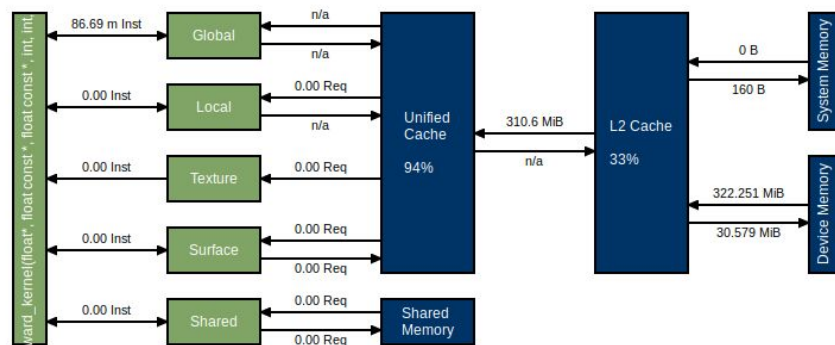 ward_kernel(float*, float const *, float const *, int, int,
86.69 m Inst
Global
n/a
n/a
0.00 Inst
Local
0.00 Req
n/a
0.00 Inst
Texture
0.00 Req
0.00 Inst
Surface
0.00 Req
0.00 Req
0.00 Inst
Shared
0.00 Req
0.00 Req
Unified
Cache
94%
Shared
Memory
310.6 MiB
n/a
L2 Cache
33%
0 B
160 B
System Memory
322.251 MiB
30.579 MiB
Device Memory